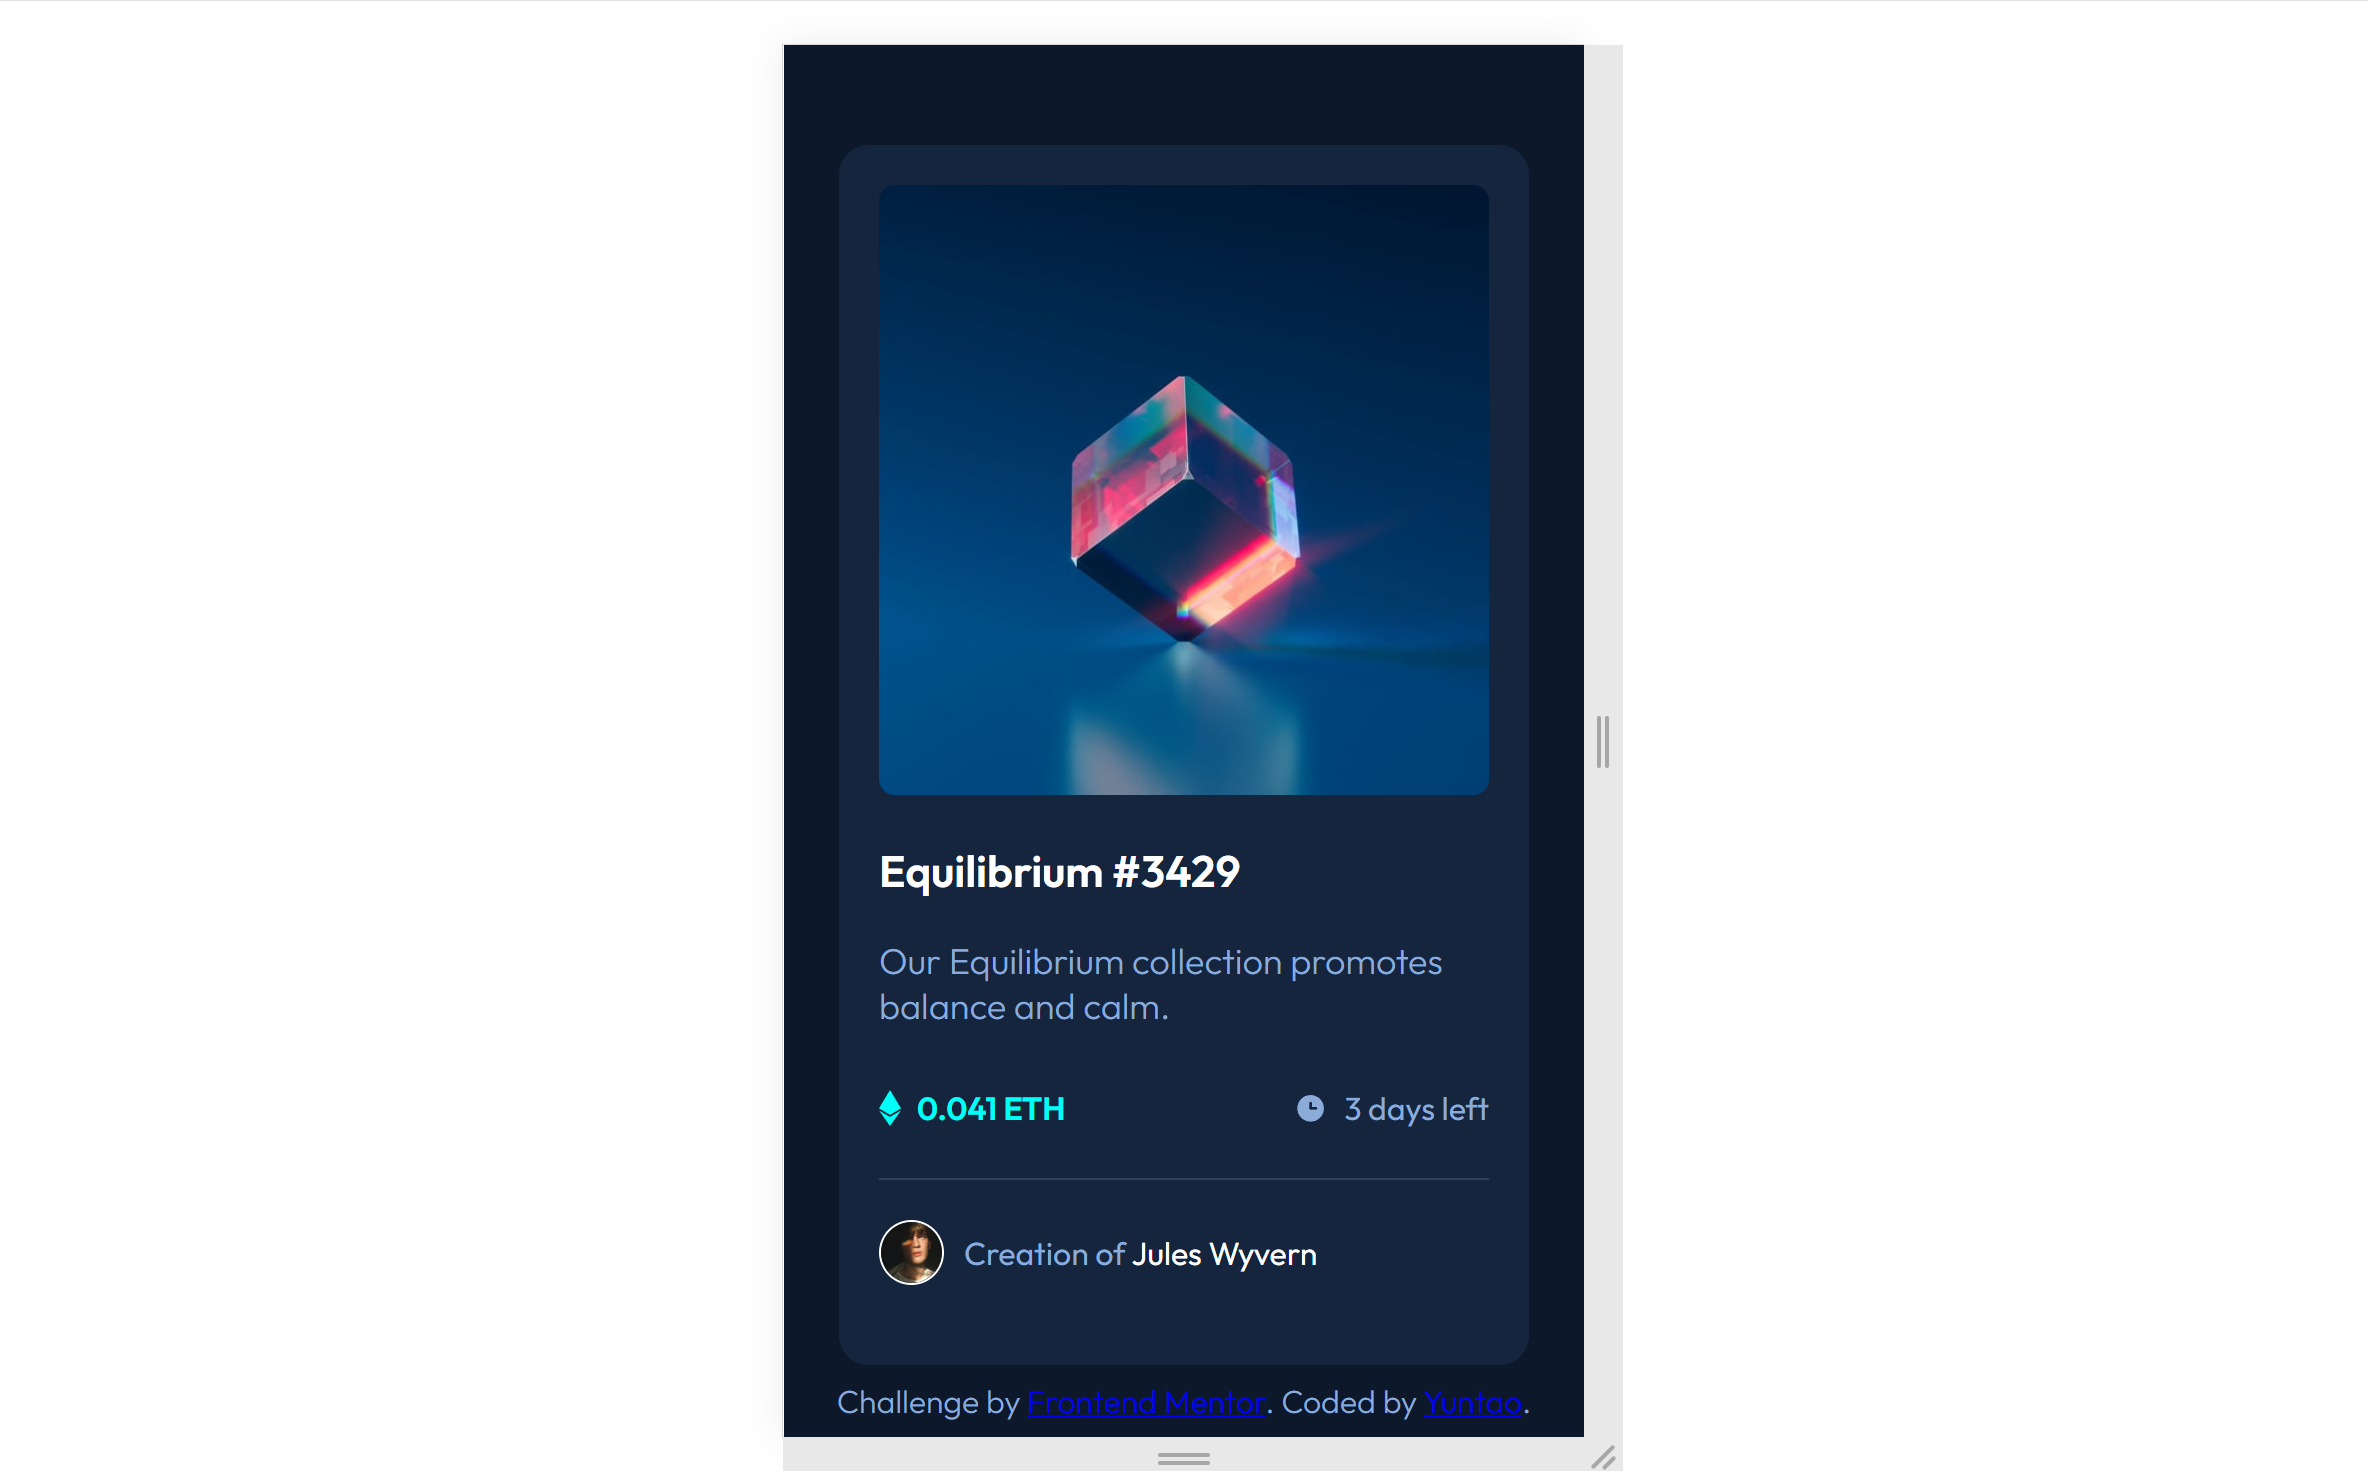 Equilibrium #3429
Our Equilibrium collection promotes
balance and calm.
0.041 ETH
3 days left
Creation of Jules Wyvern
Challenge by Frontend Mentor. Coded by Yuntao.